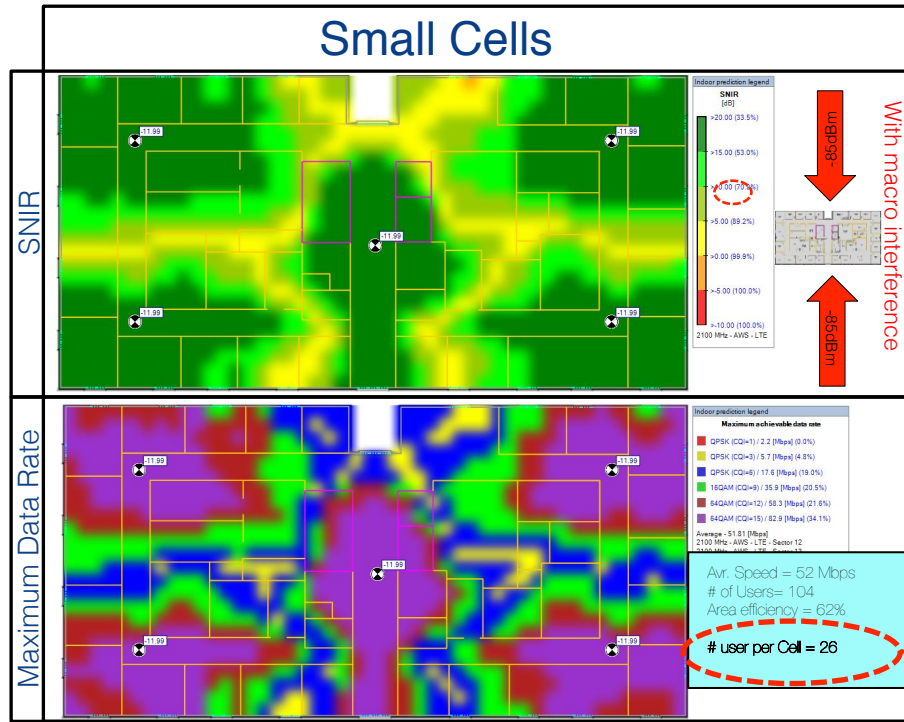 Small Cells
SNIR
-11.99
-11.99
-11.99
-11.99
-11.99
Indoor prediction legend
SNIR
[dB]
>20.00 (33.5%)
>15.00 (53.0%)
>5.00 (89.2%)
>0.00 (99.9%)
>-5.00 (100.0%)
>-10.00 (100.0%)
2100 MHz - AWS - LTE
-85dBm
-85dBm
With macro interference
Maximum Data Rate
-11.99
-11.99
-11.99
-11.99
-11.99
Indoor prediction legend
Maximum achievable data rate
QPSK (CQI=1) / 2.2 [Mbps] (0.0%)
QPSK (CQI=3) / 5.7 [Mbps] (4.8%)
QPSK (CQI=6) / 17.6 [Mbps] (19.0%)
16QAM (CQI=9) / 35.9 [Mbps] (20.5%)
64QAM (CQI=12) / 58.3 [Mbps] (21.6%)
64QAM (CQI=15) / 82.9 [Mbps] (34.1%)
Average - 51.81 [Mbps]
2100 MHz - AWS - LTE - Sector 12
Avr. Speed = 52 Mbps
# of Users= 104
Area efficiency = 62%
# user per Cell = 26